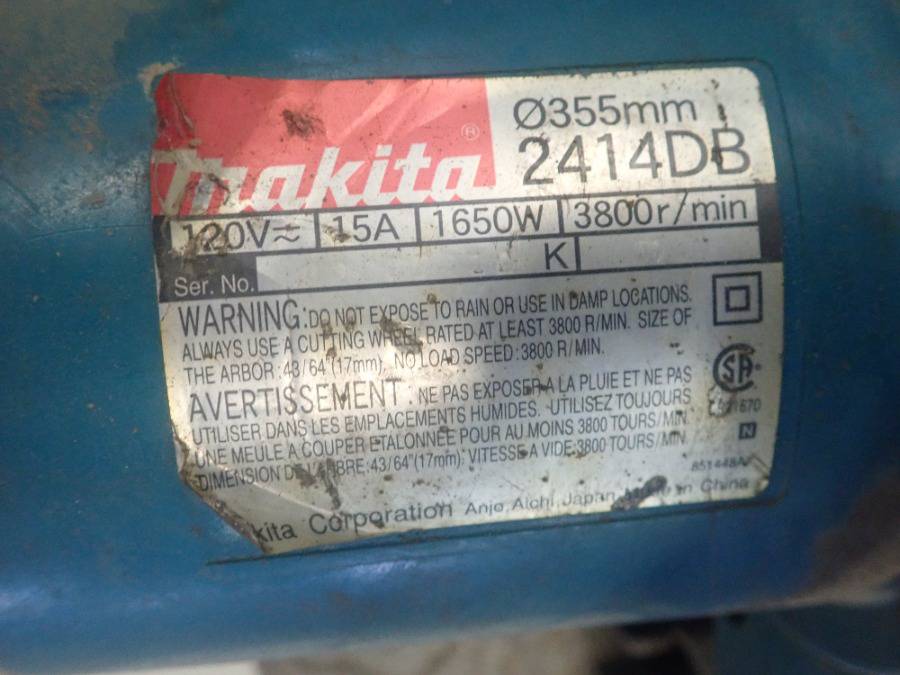 Ø355mm
makita®
2414DB
120V≂ 15A 1650W 3800r/min
Ser. No. K
WARNING: DO NOT EXPOSE TO RAIN OR USE IN DAMP LOCATIONS.
ALWAYS USE A CUTTING WHEEL RATED AT LEAST 3800 R/MIN. SIZE OF
THE ARBOR : 43/64"(17mm). NO LOAD SPEED : 3800 R/MIN.
AVERTISSEMENT : NE PAS EXPOSER A LA PLUIE ET NE PAS
UTILISER DANS LES EMPLACEMENTS HUMIDES. UTILISEZ TOUJOURS
UNE MEULE A COUPER ETALONNÉE POUR AU MOINS 3800 TOURS/MIN.
DIMENSION DE L'ARBRE : 43/64"(17mm). VITESSE A VIDE : 3800 TOURS/MIN.
SA®
N
Corporation Anjo, Aichi, Japan Made in China